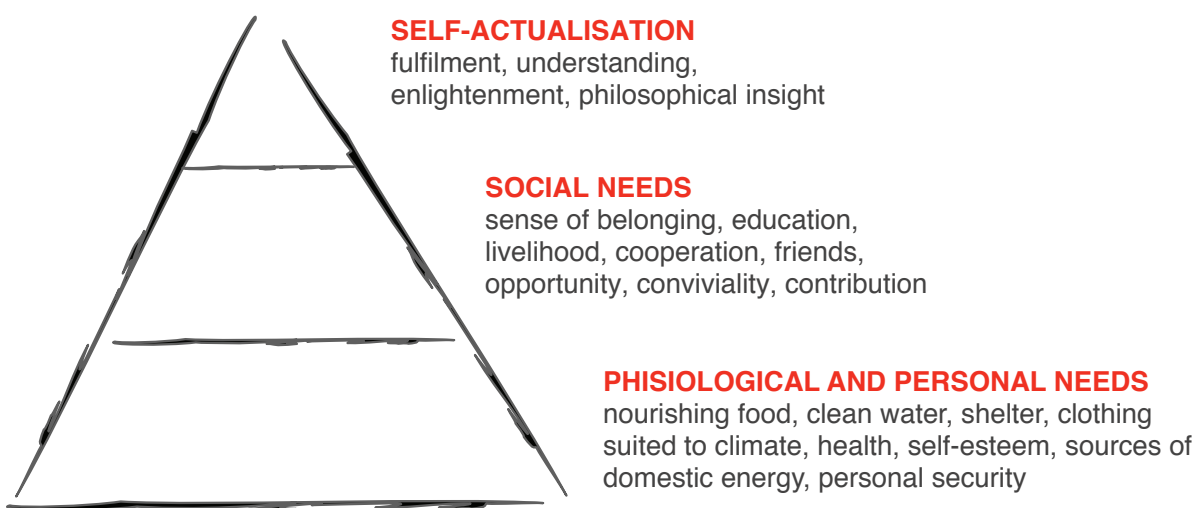 SELF-ACTUALISATION
fulfilment, understanding,
enlightenment, philosophical insight
SOCIAL NEEDS
sense of belonging, education,
livelihood, cooperation, friends,
opportunity, conviviality, contribution
PHISIOLOGICAL AND PERSONAL NEEDS
nourishing food, clean water, shelter, clothing
suited to climate, health, self-esteem, sources of
domestic energy, personal security